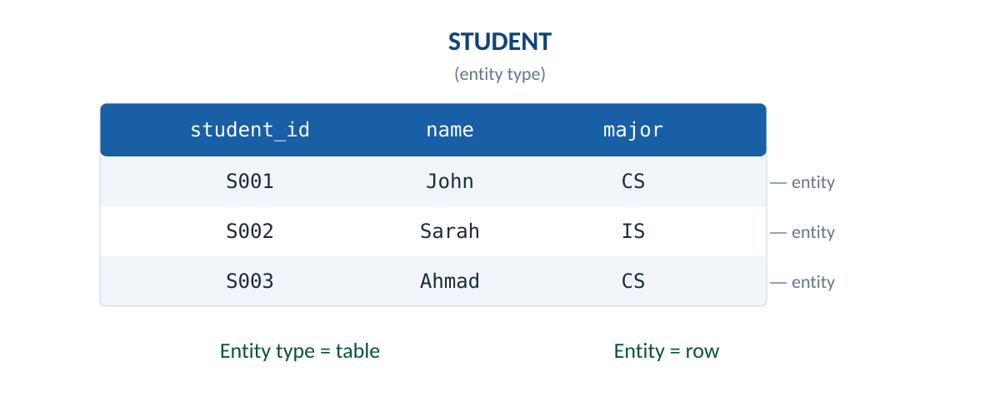 STUDENT
(entity type)
student_id name major
S001 John CS — entity
S002 Sarah IS — entity
S003 Ahmad CS — entity
Entity type = table Entity = row